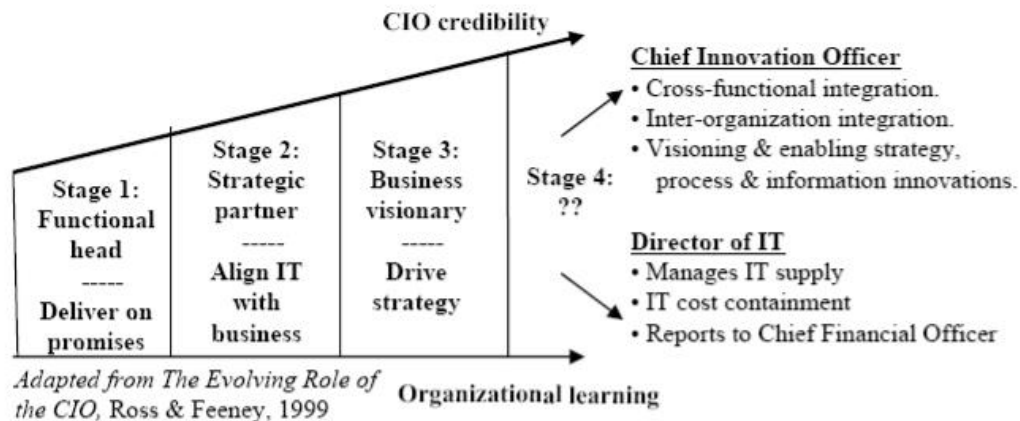 CIO credibility
Stage 1:
Functional
head
-----
Deliver on
promises
Stage 2:
Strategic
partner
-----
Align IT
with
business
Stage 3:
Business
visionary
-----
Drive
strategy
Stage 4:
??
Chief Innovation Officer
• Cross-functional integration.
• Inter-organization integration.
• Visioning & enabling strategy,
process & information innovations.
Director of IT
• Manages IT supply
• IT cost containment
• Reports to Chief Financial Officer
Adapted from The Evolving Role of
the CIO, Ross & Feeney, 1999
Organizational learning